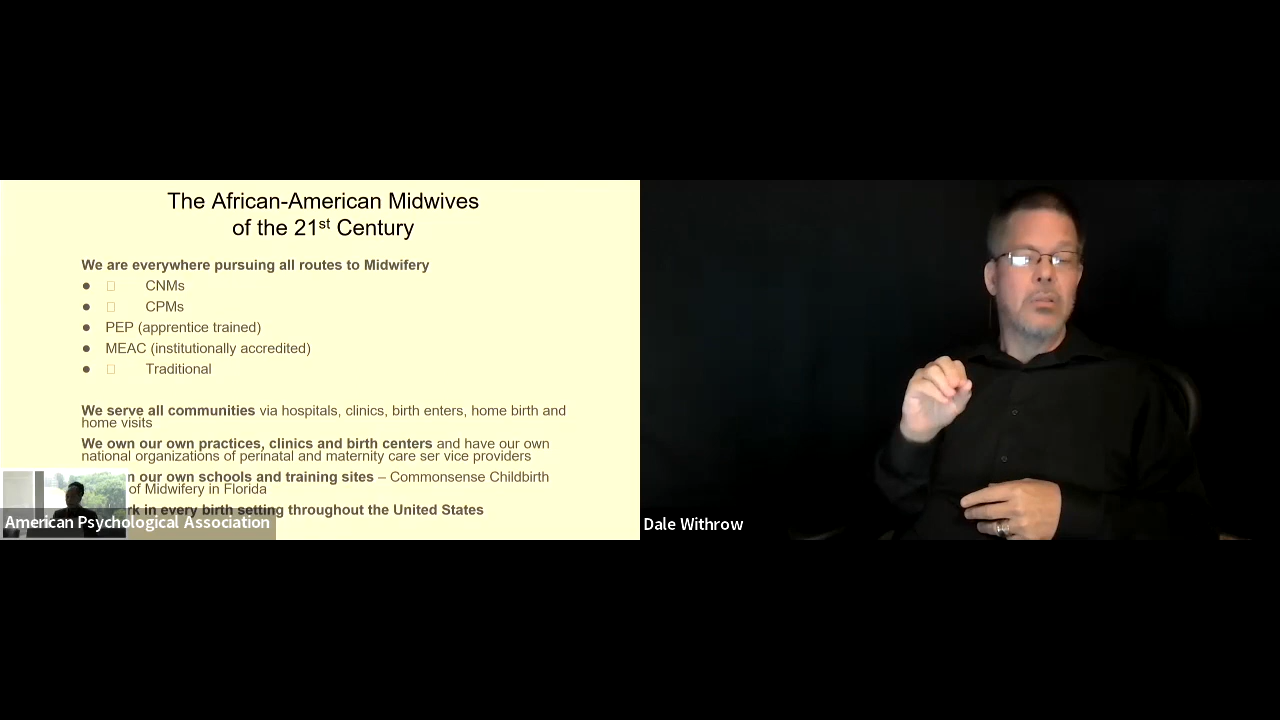 The African-American Midwives
of the 21st Century
We are everywhere pursuing all routes to Midwifery
● □ CNMs
● □ CPMs
● PEP (apprentice trained)
● MEAC (institutionally accredited)
● □ Traditional
We serve all communities via hospitals, clinics, birth enters, home birth and
home visits
We own our own practices, clinics and birth centers and have our own
national organizations of perinatal and maternity care ser vice providers
our own schools and training sites – Commonsense Childbirth
of Midwifery in Florida
in every birth setting throughout the United States
American Psychological Association
Dale Withrow